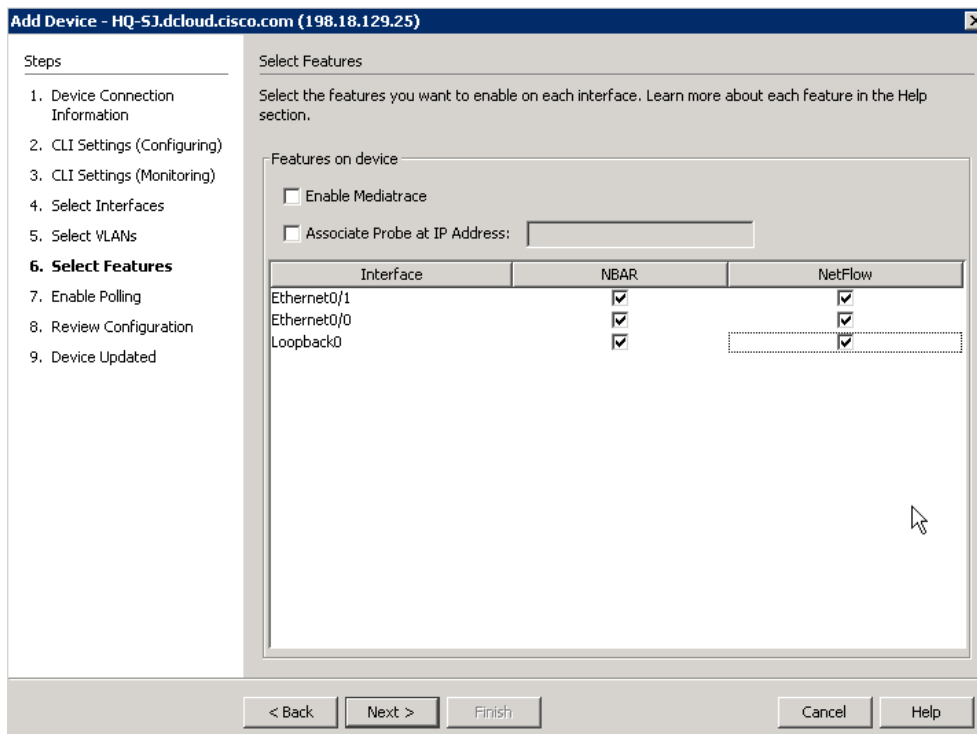 Add Device - HQ-SJ.dcloud.cisco.com (198.18.129.25)
Steps
1. Device Connection
Information
2. CLI Settings (Configuring)
3. CLI Settings (Monitoring)
4. Select Interfaces
5. Select VLANs
6. Select Features
7. Enable Polling
8. Review Configuration
9. Device Updated
Select Features
Select the features you want to enable on each interface. Learn more about each feature in the Help
section.
Features on device
Enable Mediatrace
Associate Probe at IP Address:
Interface NBAR NetFlow
Ethernet0/1
Ethernet0/0
Loopback0
< Back Next > Finish Cancel Help